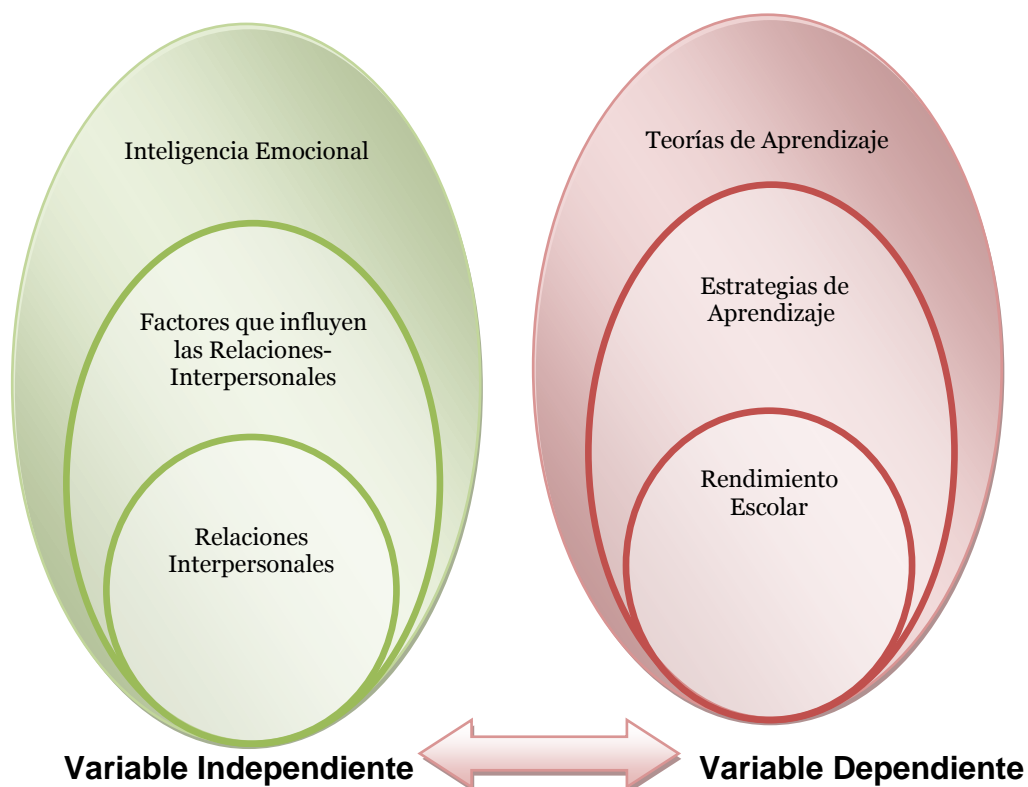 Inteligencia Emocional
Factores que influyen
las Relaciones-
Interpersonales
Relaciones
Interpersonales
Teorías de Aprendizaje
Estrategias de
Aprendizaje
Rendimiento
Escolar
Variable Independiente
Variable Dependiente